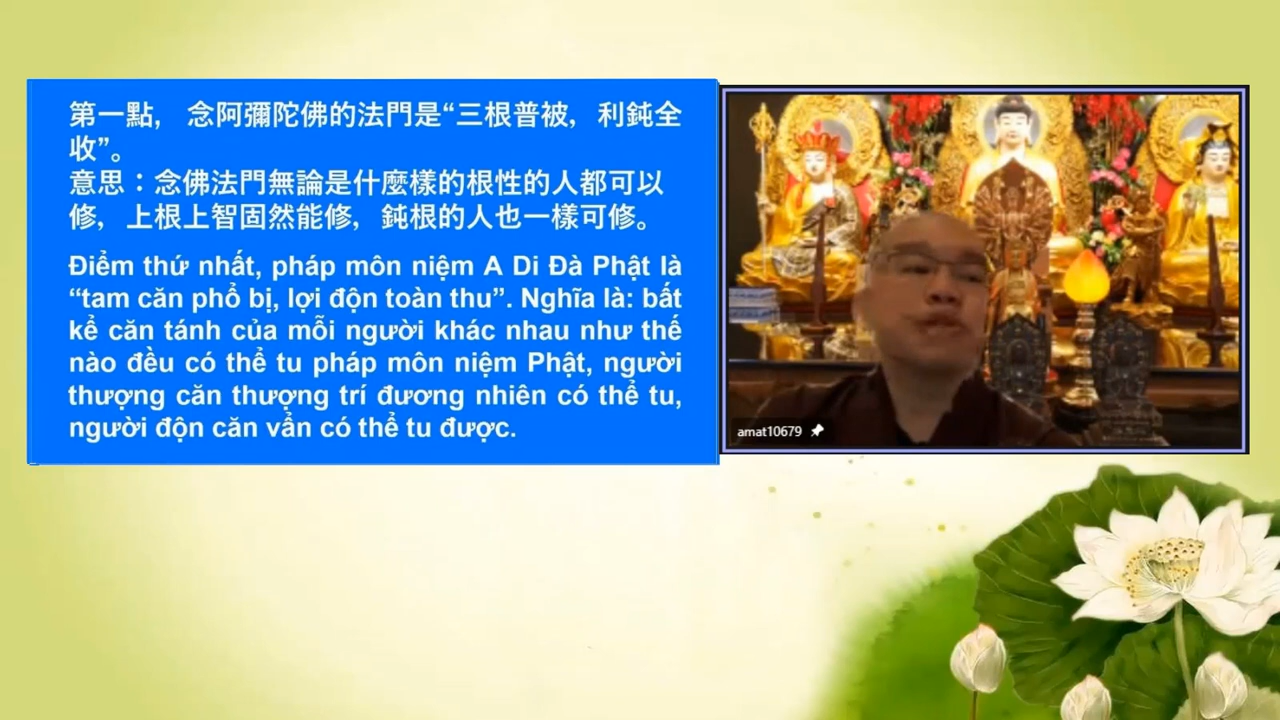 第一點，念阿彌陀佛的法門是“三根普被，利鈍全
收”。
意思：念佛法門無論是什麼樣的根性的人都可以
修，上根上智固然能修，鈍根的人也一樣可修。
Điểm thứ nhất, pháp môn niệm A Di Đà Phật là
“tam căn phổ bị, lợi độn toàn thu”. Nghĩa là: bất
kể căn tánh của mỗi người khác nhau như thế
nào đều có thể tu pháp môn niệm Phật, người
thượng căn thượng trí đương nhiên có thể tu,
người độn căn vẩn có thể tu được.
amat10679